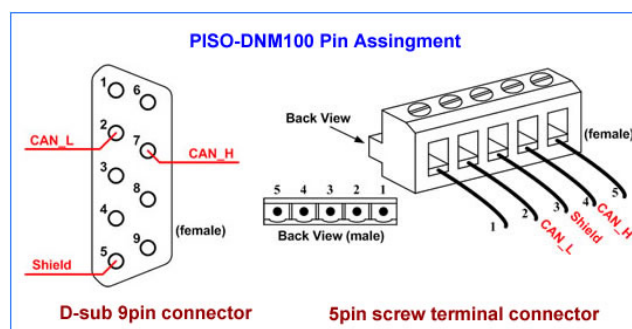 PISO-DNM100 Pin Assingment
1
6
2
CAN_L
7
CAN_H
3
8
4
9
(female)
5
Shield
D-sub 9pin connector
Back View
(female)
1
2
CAN_L
3
Shield
4
CAN_H
5
5 4 3 2 1
Back View (male)
5pin screw terminal connector